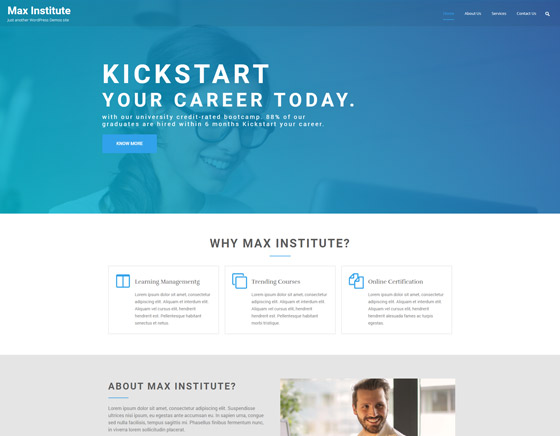 Max Institute
just another WordPress Demos site
Home
About Us
Services
Contact Us
KICKSTART
YOUR CAREER TODAY.
with our university credit-rated bootcamp. 98% of our
graduates are hired within 6 months Kickstart your career.
KNOW MORE
WHY MAX INSTITUTE?
Learning Managementg
Lorem ipsum dolor sit amet, consectetur
adipiscing elit. Aliquam et interdum elit.
Aliquam vel cursus elit, hendrerit
hendrerit est. Pellentesque habitant
senectus et netus.
Trending Courses
Lorem ipsum dolor sit amet, consectetur
adipiscing elit. Aliquam et interdum elit.
Aliquam vel cursus elit, hendrerit
hendrerit est. Pellentesque habitant
morbi tristique.
Online Certification
Lorem ipsum dolor sit amet, consectetur
adipiscing elit. Aliquam et interdum elit.
Aliquam vel cursus elit, hendrerit
hendrerit alesuada fames ac turpis
egestas.
ABOUT MAX INSTITUTE?
Lorem ipsum dolor sit amet, consectetur adipiscing elit. Suspendisse
ultrices nisi ipsum, eu egestas ante accumsan eu. In sapien urna, congue
sed nulla facilisis, tempus sagittis mi. Phasellus finibus fermentum nunc,
in viverra lorem sollicitudin placerat.